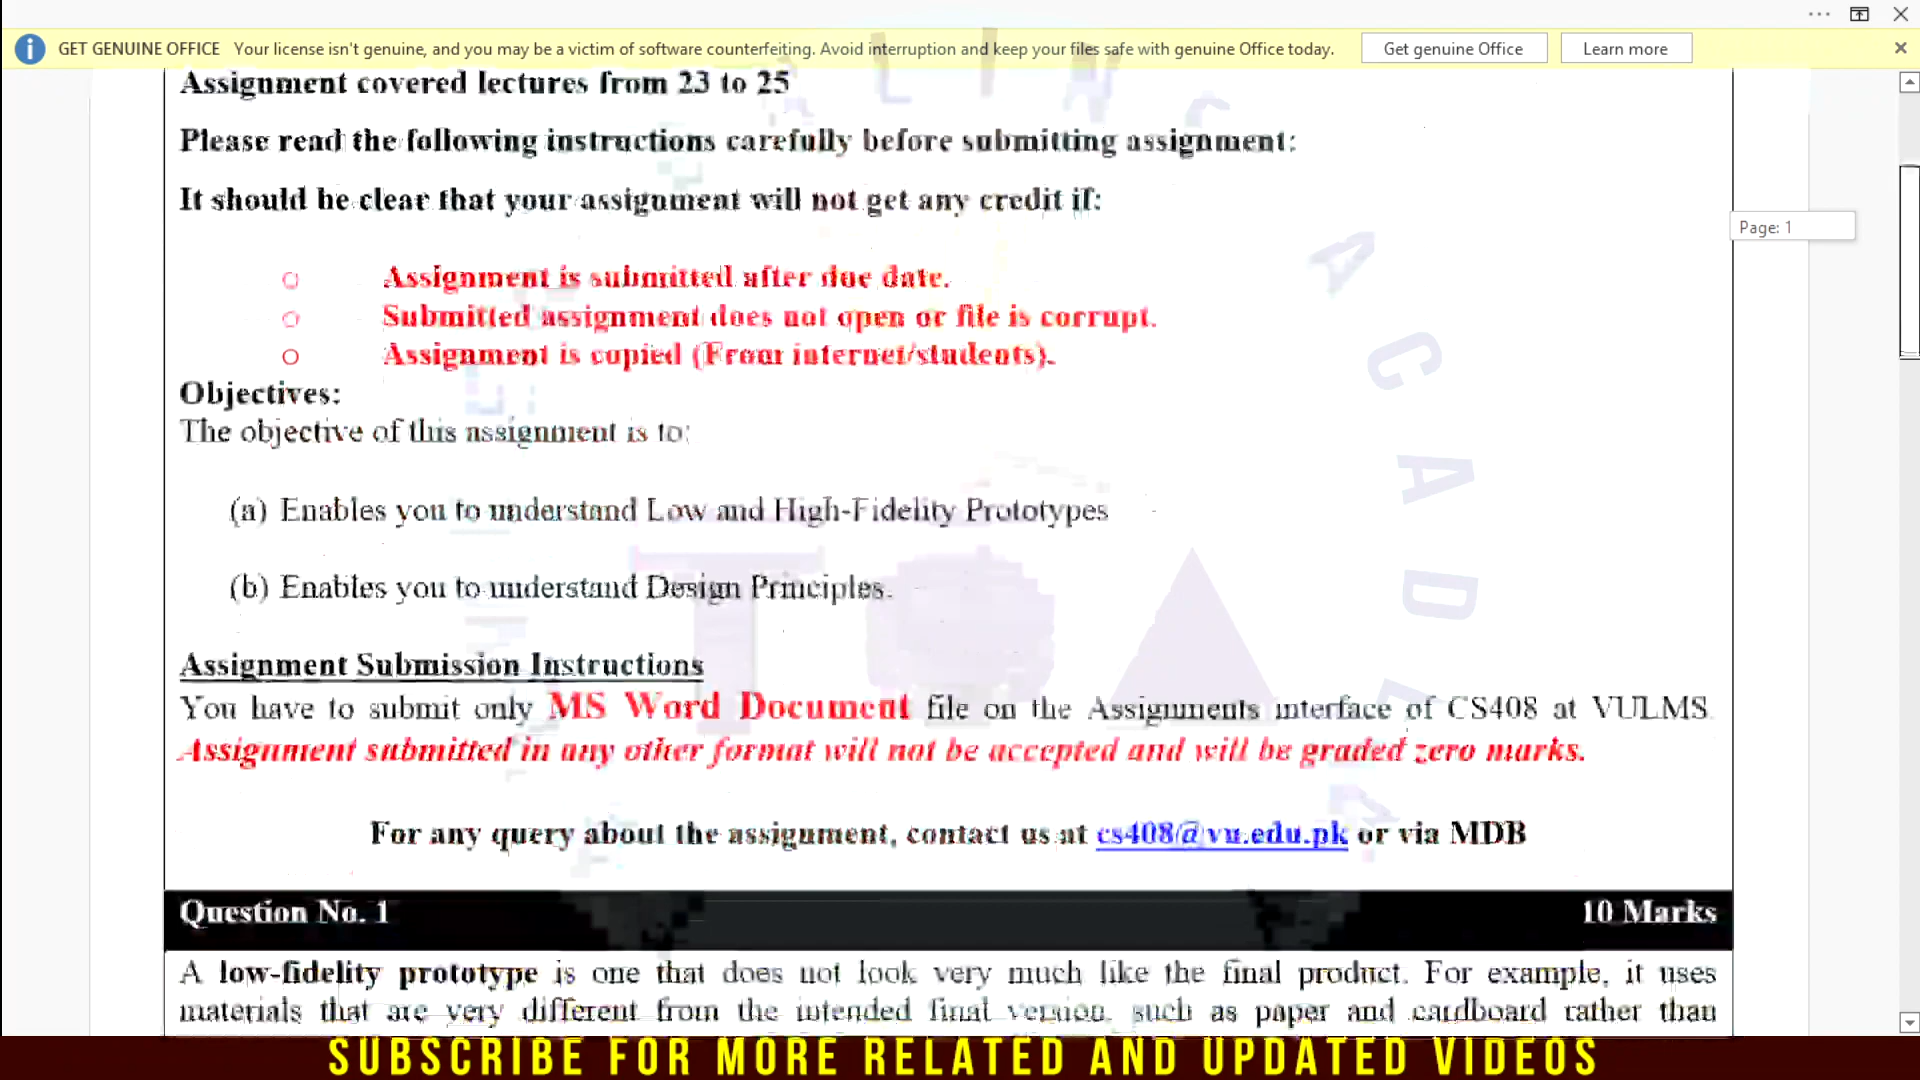 GET GENUINE OFFICE Your license isn't genuine, and you may be a victim of software counterfeiting. Avoid interruption and keep your files safe with genuine Office today. Get genuine Office Learn more
Assignment covered lectures from 23 to 25
Please read the following instructions carefully before submitting assignment:
It should be clear that your assignment will not get any credit if:
Page: 1
○ Assignment is submitted after due date.
○ Submitted assignment does not open or file is corrupt.
○ Assignment is copied (From internet/students).
Objectives:
The objective of this assignment is to:
(a) Enables you to understand Low and High-Fidelity Prototypes
(b) Enables you to understand Design Principles.
Assignment Submission Instructions
You have to submit only MS Word Document file on the Assignments interface of CS408 at VULMS.
Assignment submitted in any other format will not be accepted and will be graded zero marks.
For any query about the assignment, contact us at cs408@vu.edu.pk or via MDB
Question No. 1 10 Marks
A low-fidelity prototype is one that does not look very much like the final product. For example, it uses
materials that are very different from the intended final version, such as paper and cardboard rather than
SUBSCRIBE FOR MORE RELATED AND UPDATED VIDEOS